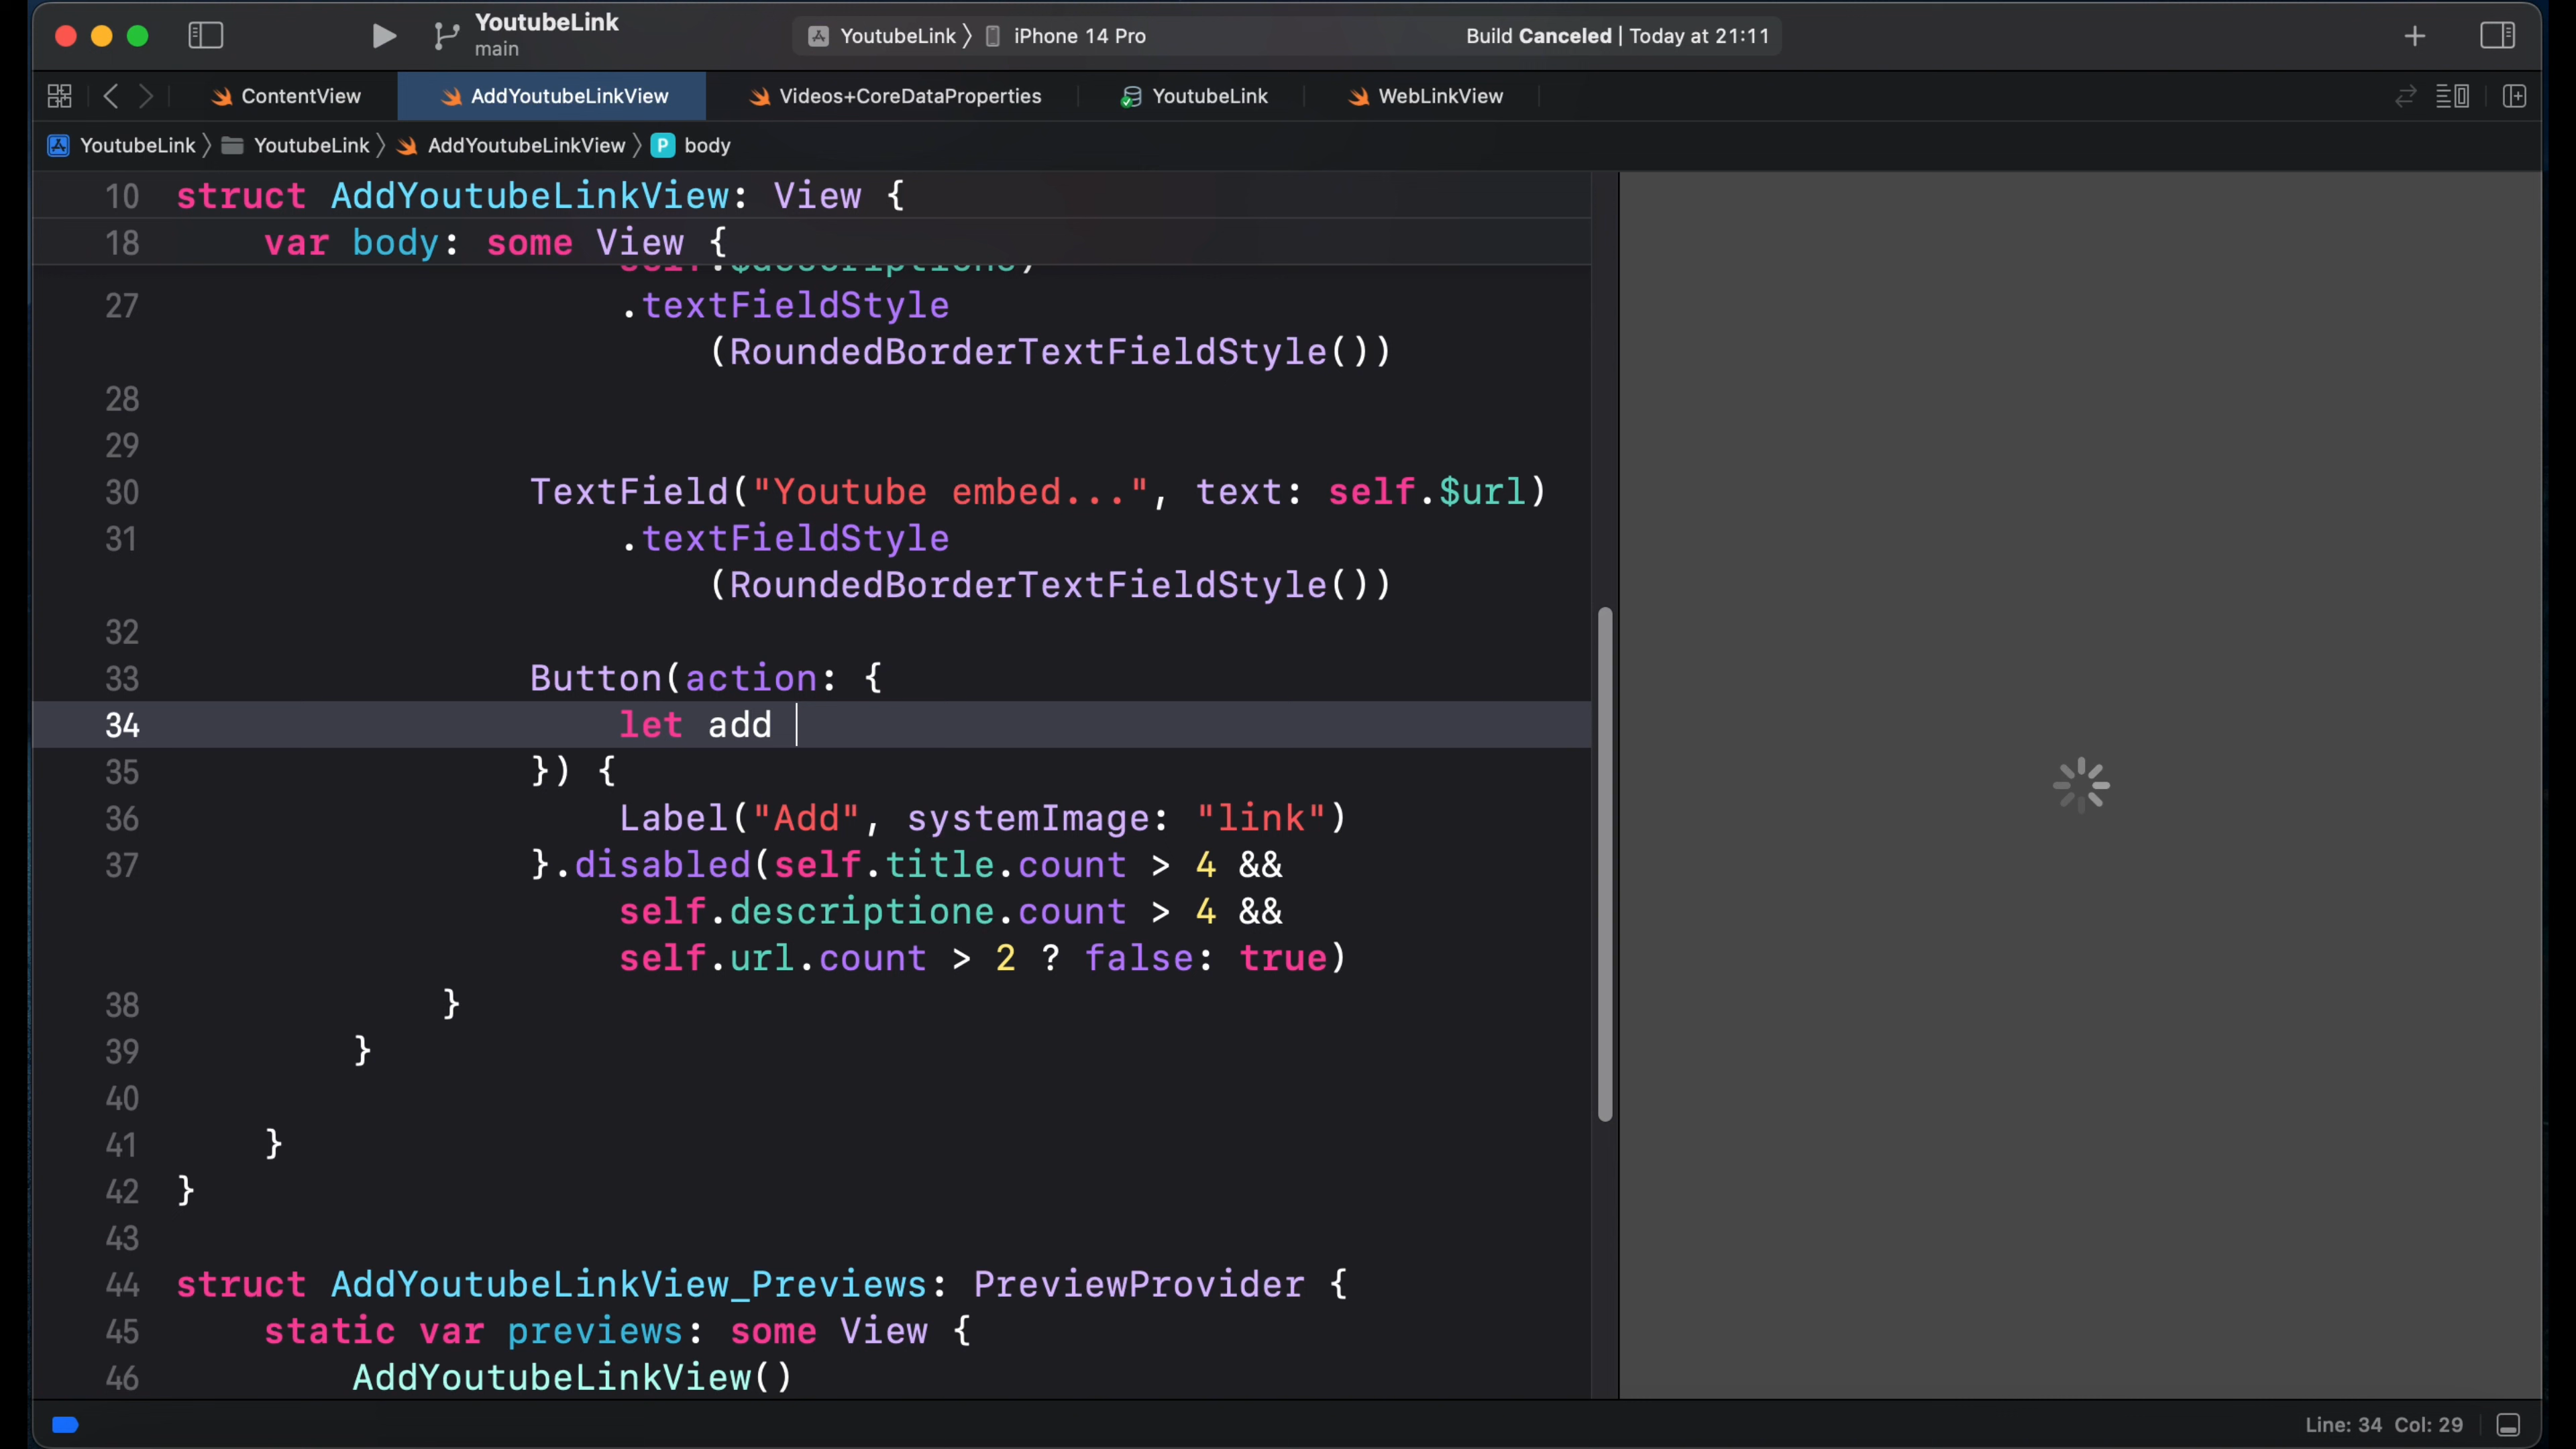 YoutubeLink
main
YoutubeLink 〉 iPhone 14 Pro
Build Canceled | Today at 21:11
ContentView
AddYoutubeLinkView
Videos+CoreDataProperties
YoutubeLink
WebLinkView
YoutubeLink 〉 YoutubeLink 〉 AddYoutubeLinkView 〉 P body
10 struct AddYoutubeLinkView: View {
18 var body: some View {
self.$descriptione)
27 .textFieldStyle
(RoundedBorderTextFieldStyle())
28
29
30 TextField("Youtube embed...", text: self.$url)
31 .textFieldStyle
(RoundedBorderTextFieldStyle())
32
33 Button(action: {
34 let add
35 }) {
36 Label("Add", systemImage: "link")
37 }.disabled(self.title.count > 4 &&
self.descriptione.count > 4 &&
self.url.count > 2 ? false: true)
38 }
39 }
40
41 }
42 }
43
44 struct AddYoutubeLinkView_Previews: PreviewProvider {
45 static var previews: some View {
46 AddYoutubeLinkView()
Line: 34 Col: 29